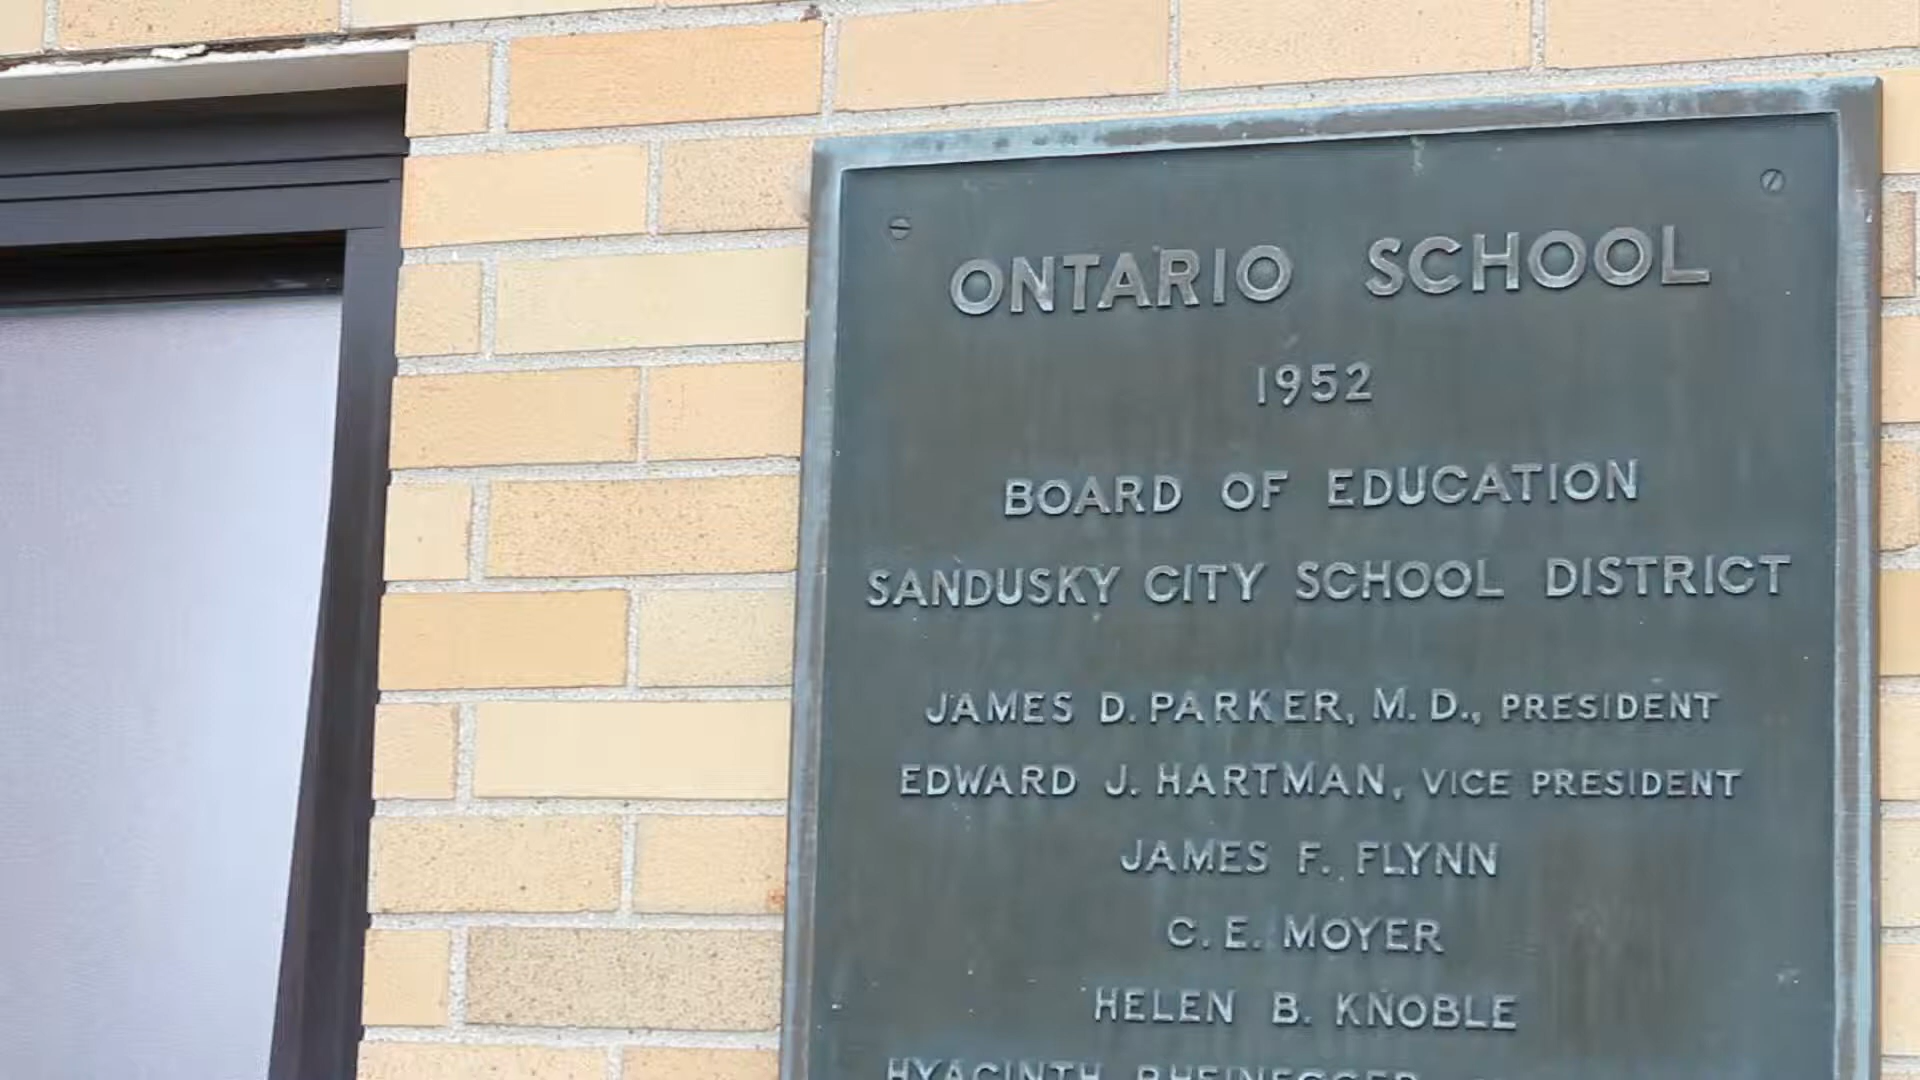 ONTARIO SCHOOL
1952
BOARD OF EDUCATION
SANDUSKY CITY SCHOOL DISTRICT
JAMES D. PARKER, M. D., PRESIDENT
EDWARD J. HARTMAN, VICE PRESIDENT
JAMES F. FLYNN
C. E. MOYER
HELEN B. KNOBLE
HYACINTH RHEINEGGER